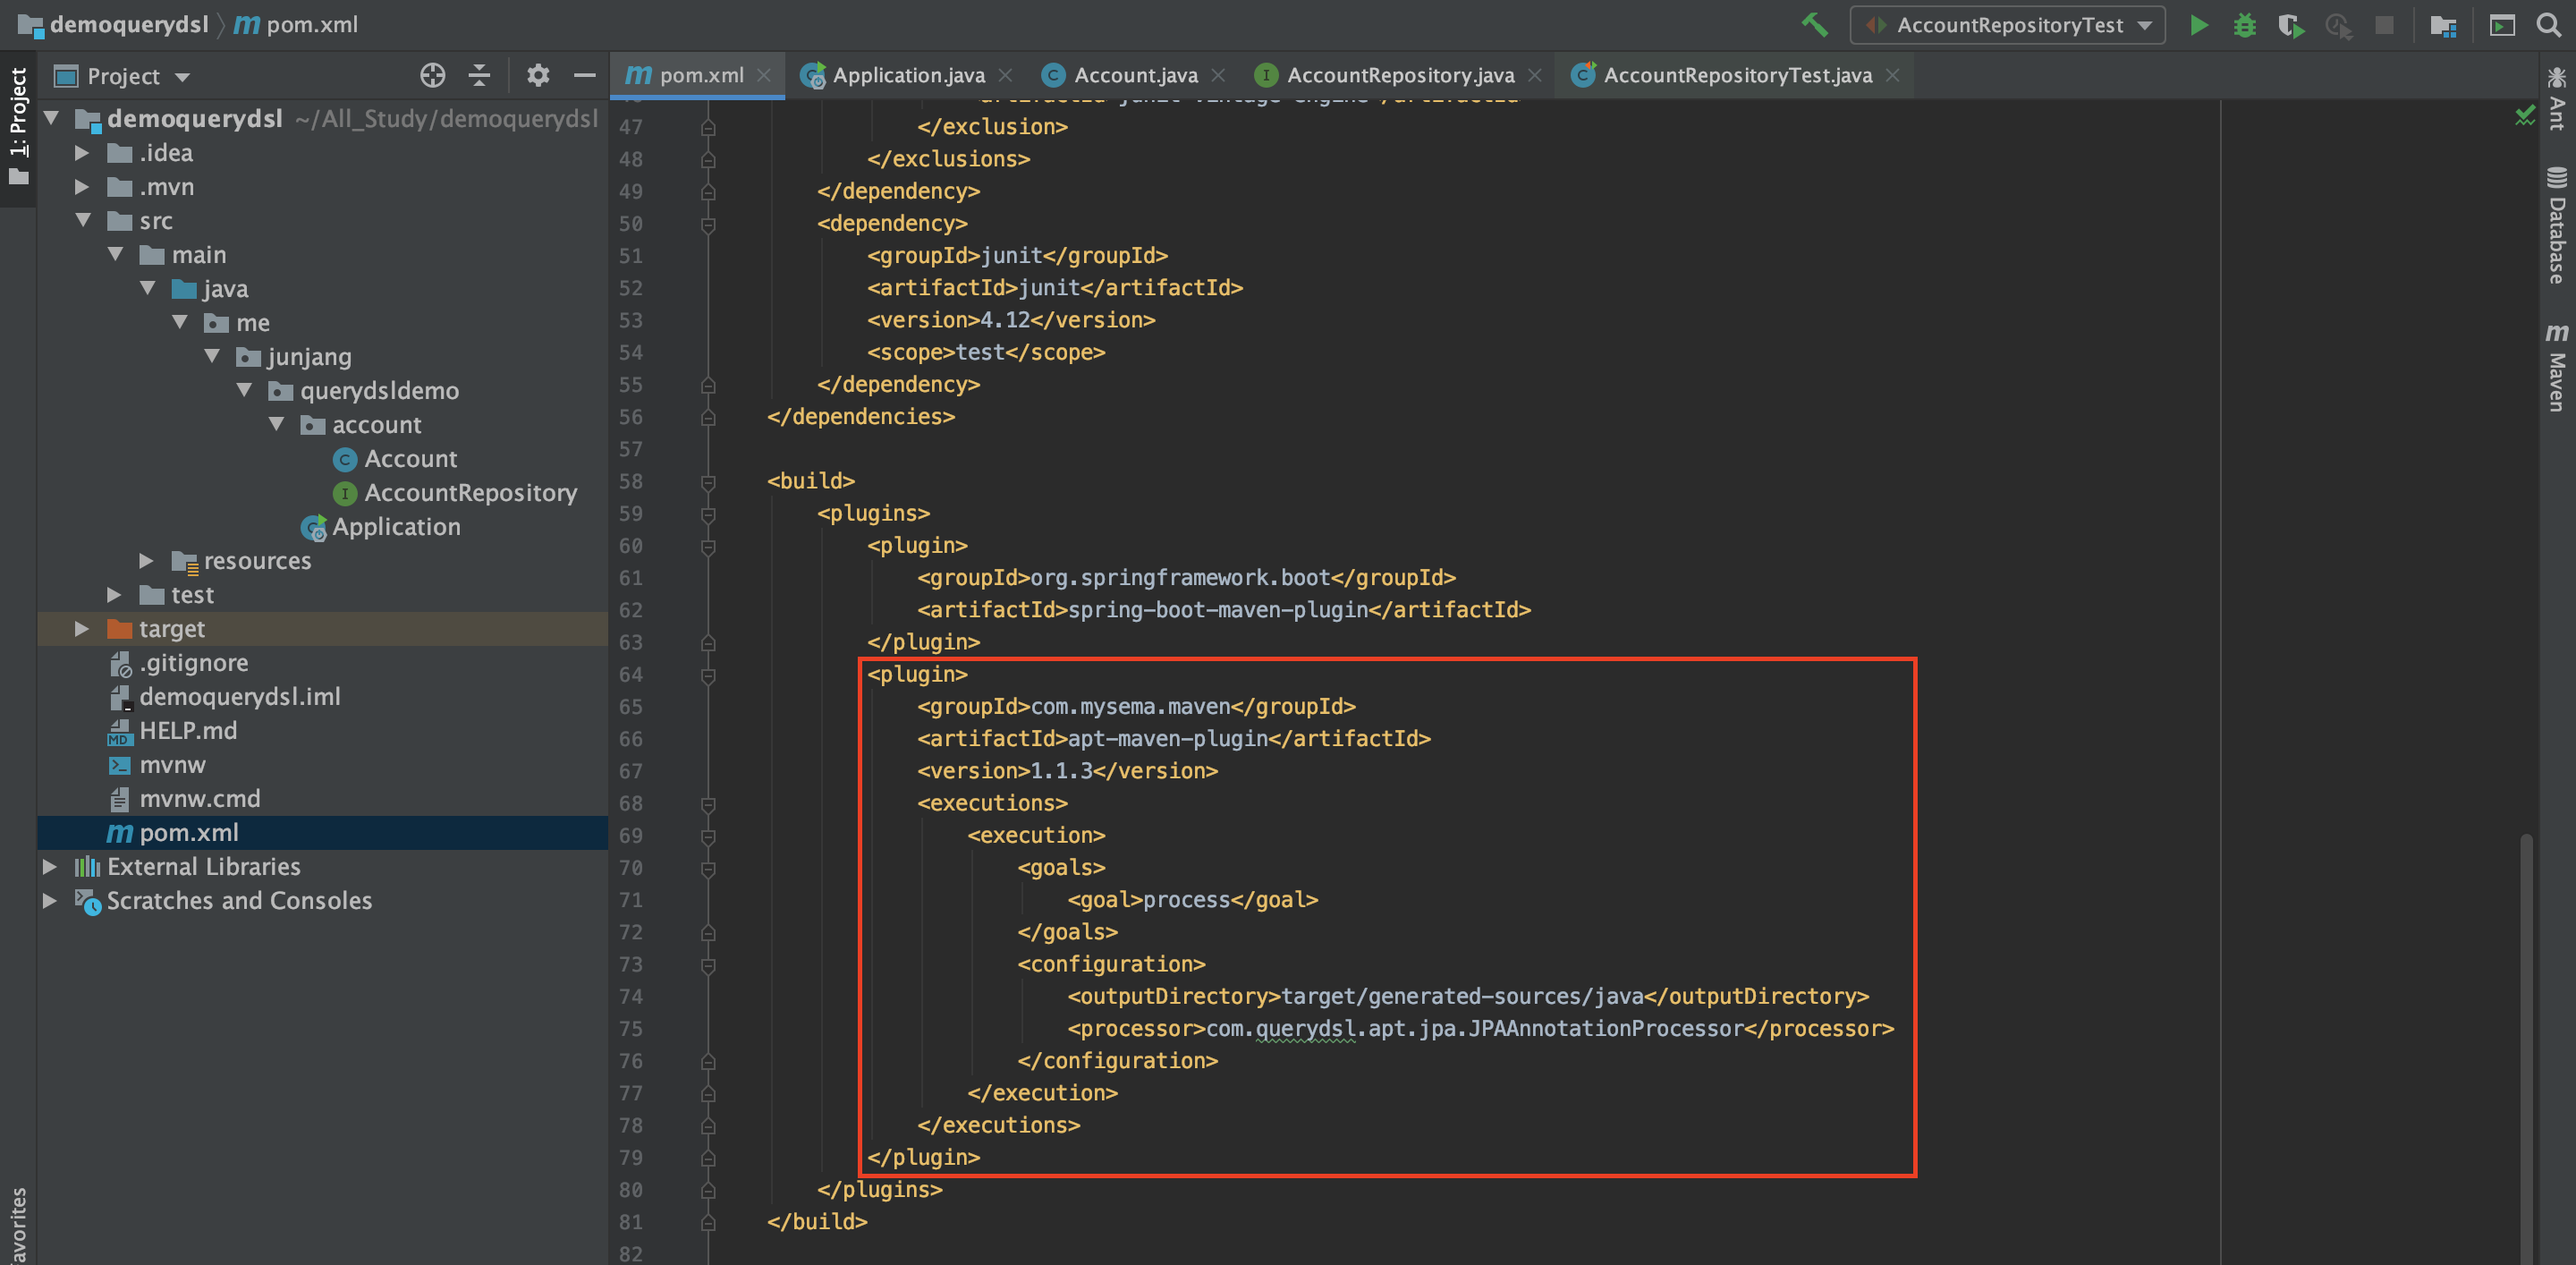 demoquerydsl
pom.xml
AccountRepositoryTest
Project
pom.xml
Application.java
Account.java
AccountRepository.java
AccountRepositoryTest.java
1: Project
demoquerydsl ~/All_Study/demoquerydsl
.idea
.mvn
src
main
java
me
junjang
querydsldemo
account
Account
AccountRepository
Application
resources
test
target
.gitignore
demoquerydsl.iml
HELP.md
mvnw
mvnw.cmd
pom.xml
External Libraries
Scratches and Consoles
avorites
47 </exclusion>
48 </exclusions>
49 </dependency>
50 <dependency>
51 <groupId>junit</groupId>
52 <artifactId>junit</artifactId>
53 <version>4.12</version>
54 <scope>test</scope>
55 </dependency>
56 </dependencies>
57
58 <build>
59 <plugins>
60 <plugin>
61 <groupId>org.springframework.boot</groupId>
62 <artifactId>spring-boot-maven-plugin</artifactId>
63 </plugin>
64 <plugin>
65 <groupId>com.mysema.maven</groupId>
66 <artifactId>apt-maven-plugin</artifactId>
67 <version>1.1.3</version>
68 <executions>
69 <execution>
70 <goals>
71 <goal>process</goal>
72 </goals>
73 <configuration>
74 <outputDirectory>target/generated-sources/java</outputDirectory>
75 <processor>com.querydsl.apt.jpa.JPAAnnotationProcessor</processor>
76 </configuration>
77 </execution>
78 </executions>
79 </plugin>
80 </plugins>
81 </build>
82
Ant
Database
Maven